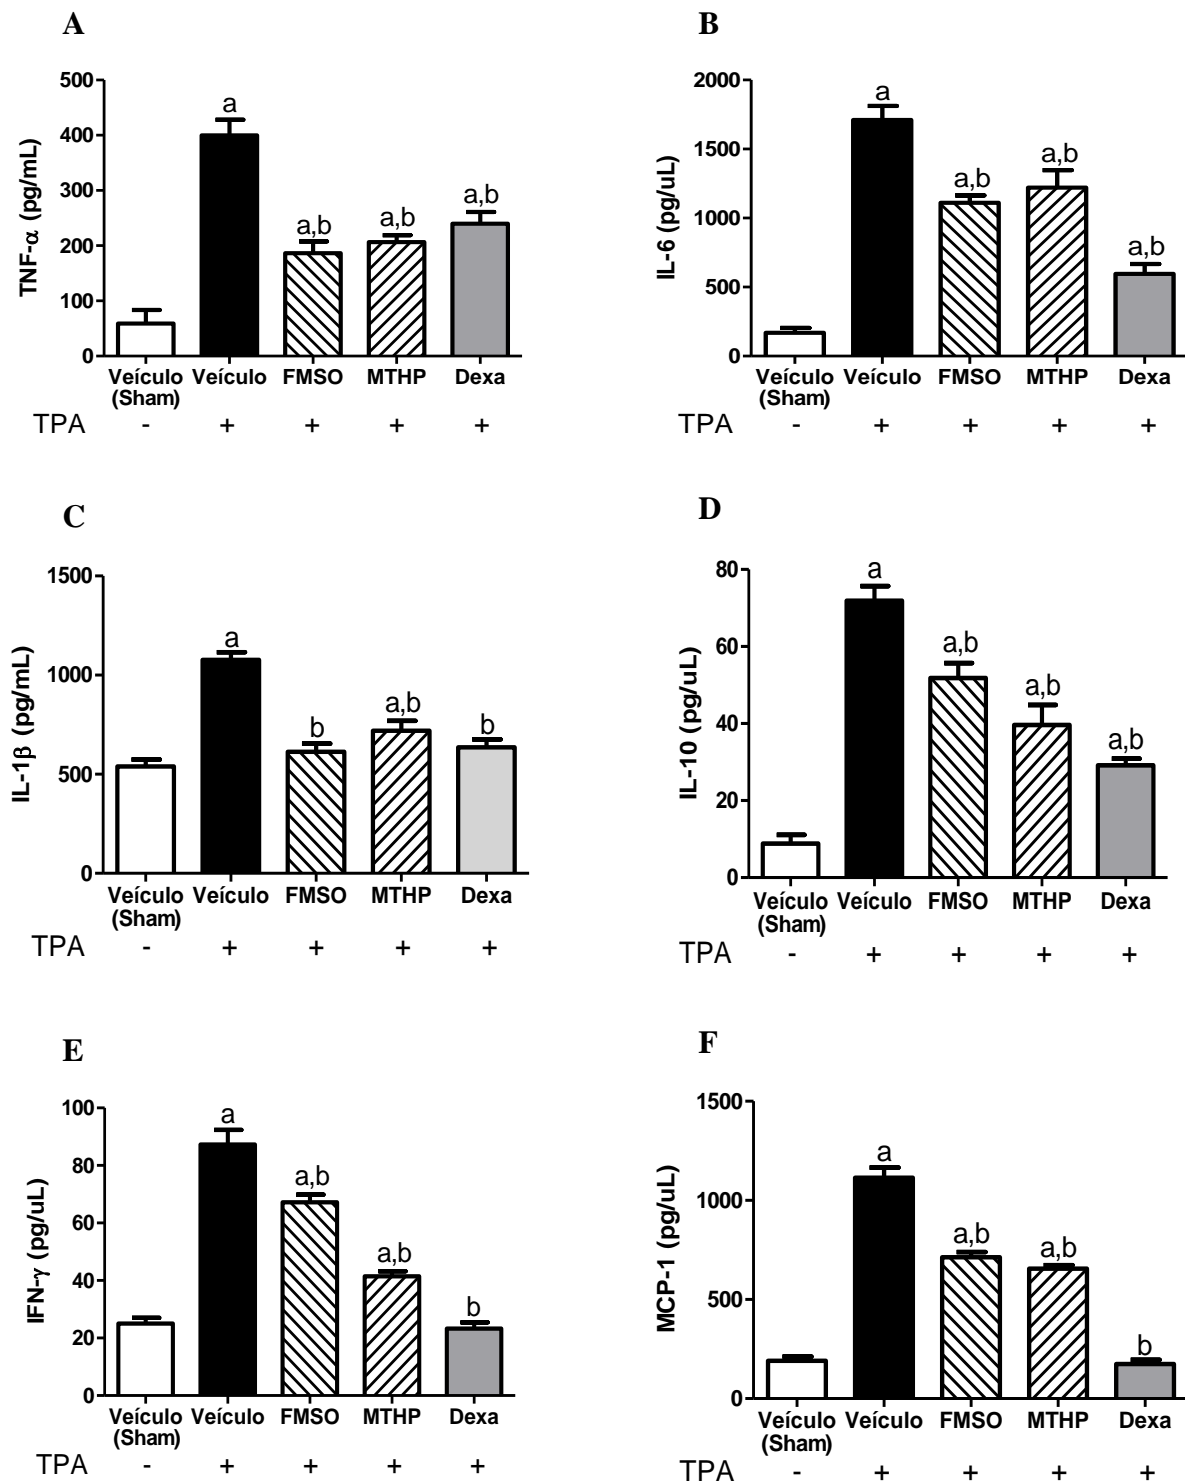 A
TNF-α (pg/mL)
500
400
300
200
100
0
a
a,b
a,b
a,b
Veículo Veículo FMSO MTHP Dexa
(Sham)
TPA - + + + +
B
IL-6 (pg/uL)
2000
1500
1000
500
0
a
a,b
a,b
a,b
Veículo Veículo FMSO MTHP Dexa
(Sham)
TPA - + + + +
C
IL-1β (pg/mL)
1500
1000
500
0
a
b
a,b
b
Veículo Veículo FMSO MTHP Dexa
(Sham)
TPA - + + + +
D
IL-10 (pg/uL)
80
60
40
20
0
a
a,b
a,b
a,b
Veículo Veículo FMSO MTHP Dexa
(Sham)
TPA - + + + +
E
IFN-γ (pg/uL)
100
80
60
40
20
0
a
a,b
a,b
b
Veículo Veículo FMSO MTHP Dexa
(Sham)
TPA - + + + +
F
MCP-1 (pg/uL)
1500
1000
500
0
a
a,b
a,b
b
Veículo Veículo FMSO MTHP Dexa
(Sham)
TPA - + + + +